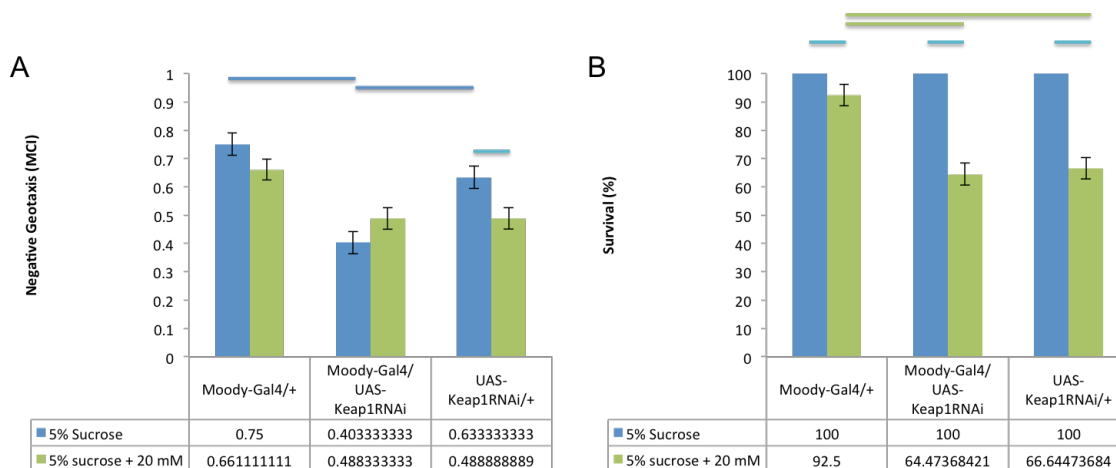 A
Negative Geotaxis (MCI)
1
0.9
0.8
0.7
0.6
0.5
0.4
0.3
0.2
0.1
0
Moody-Gal4/+
Moody-Gal4/
UAS-
Keap1RNAi
UAS-
Keap1RNAi/+
5% Sucrose 0.75 0.403333333 0.633333333
5% sucrose + 20 mM 0.661111111 0.488333333 0.488888889
B
Survival (%)
100
90
80
70
60
50
40
30
20
10
0
Moody-Gal4/+
Moody-Gal4/
UAS-
Keap1RNAi
UAS-
Keap1RNAi/+
5% Sucrose 100 100 100
5% sucrose + 20 mM 92.5 64.47368421 66.64473684